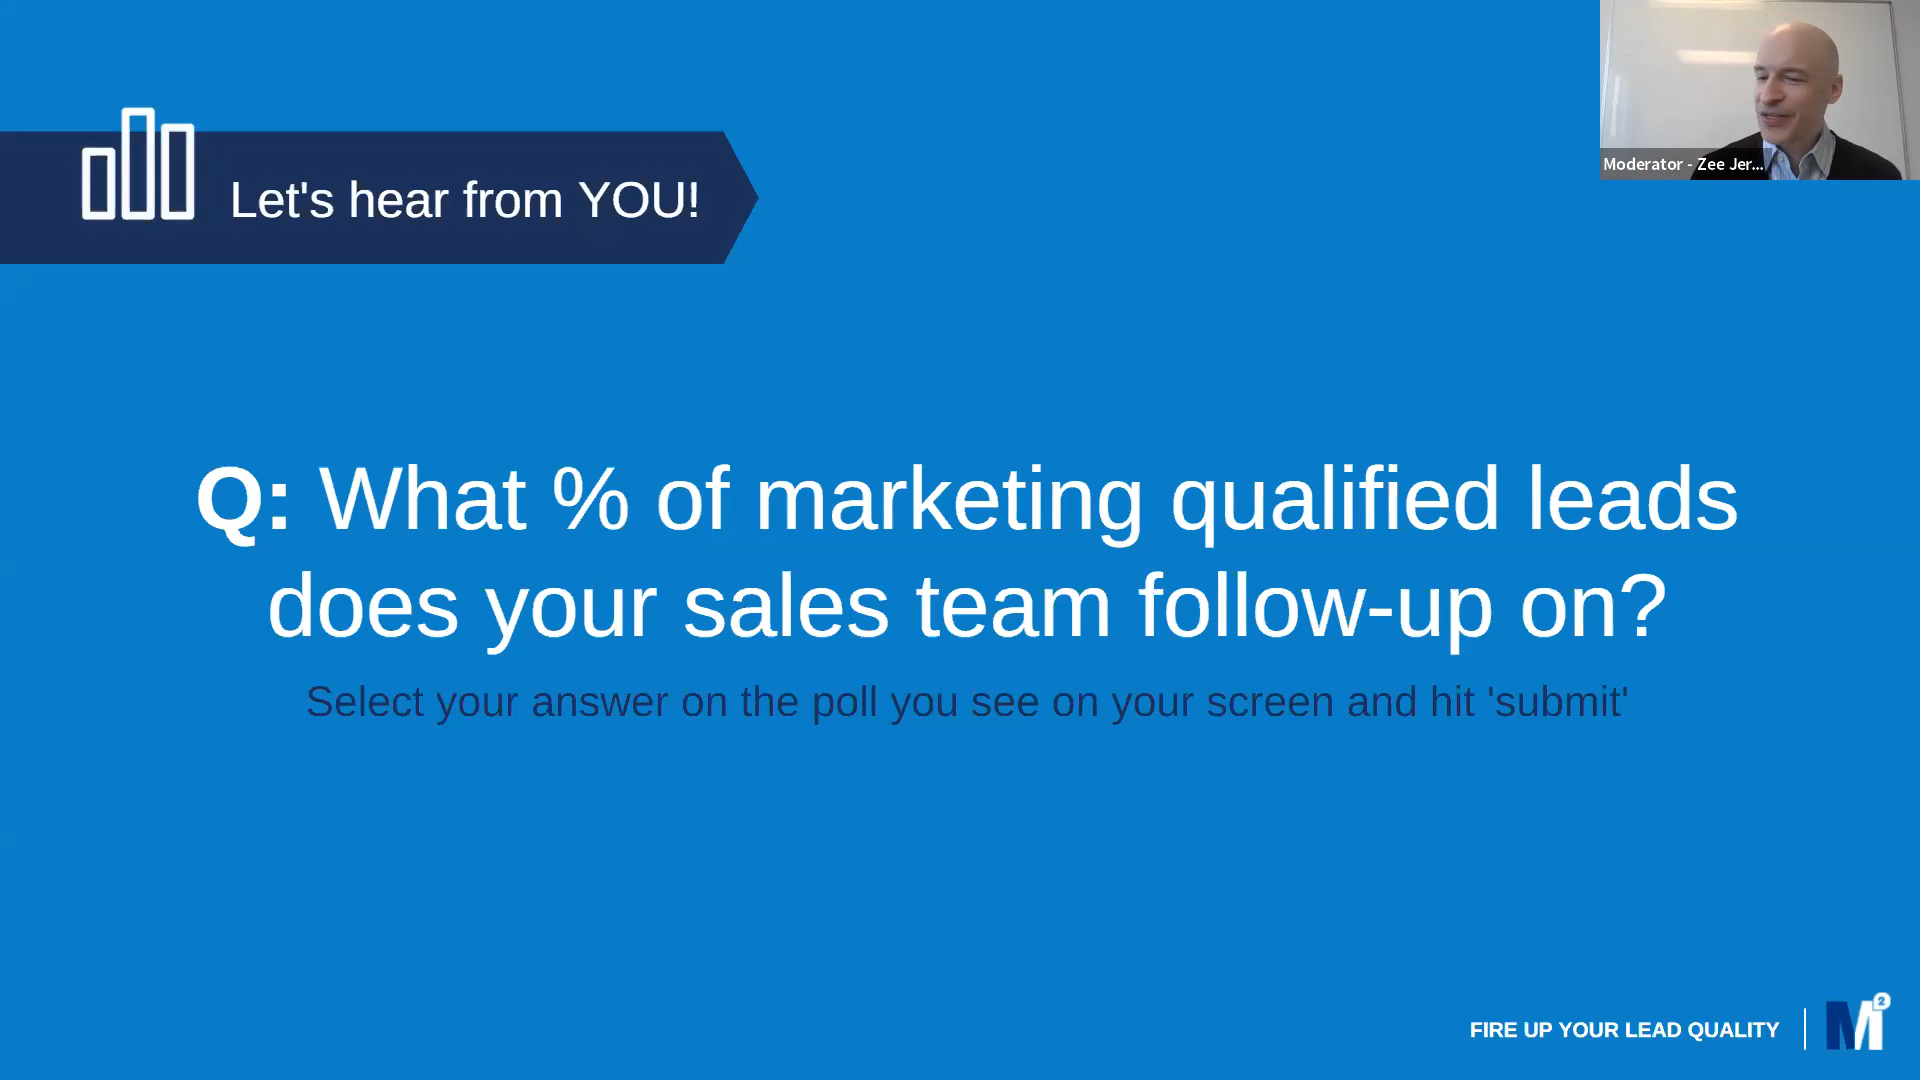 Moderator - Zee Jer...
Let's hear from YOU!
Q: What % of marketing qualified leads
does your sales team follow-up on?
Select your answer on the poll you see on your screen and hit 'submit'
FIRE UP YOUR LEAD QUALITY
M2